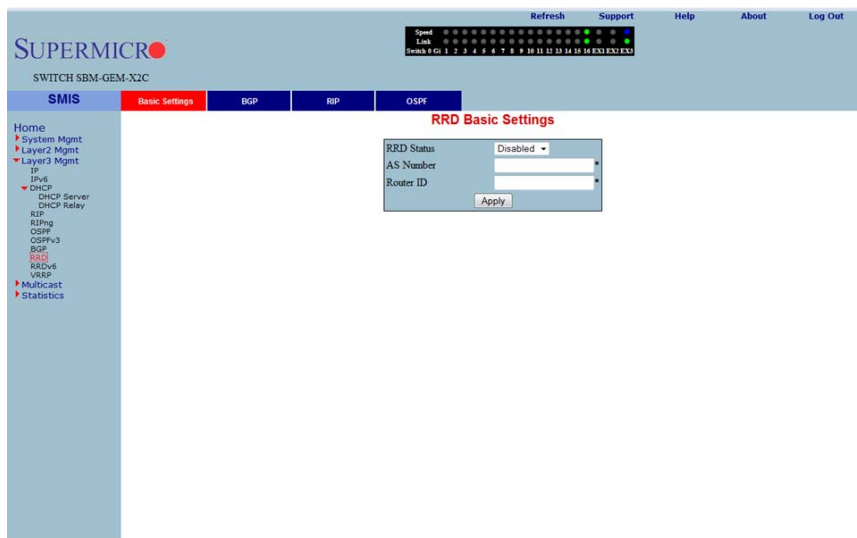 Refresh Support Help About Log Out
SUPERMICRO
SWITCH SBM-GEM-X2C
Speed
Link
Switch 0 Gi 1 2 3 4 5 6 7 8 9 10 11 12 13 14 15 16 EX1 EX2 EX3
SMIS
Basic Settings BGP RIP OSPF
Home
System Mgmt
Layer2 Mgmt
Layer3 Mgmt
IP
IPv6
DHCP
DHCP Server
DHCP Relay
RIP
RIPng
OSPF
OSPFv3
BGP
RRD
RRDv6
VRRP
Multicast
Statistics
RRD Basic Settings
RRD Status Disabled
AS Number *
Router ID *
Apply